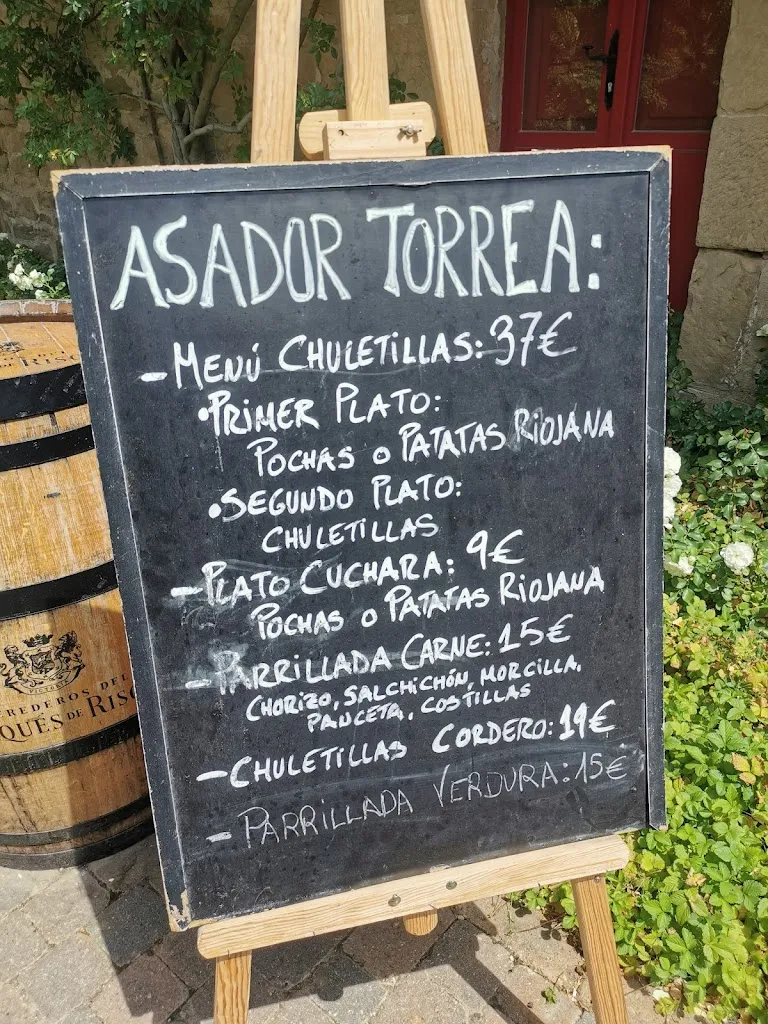 ASADOR TORREA:
- MENÚ CHULETILLAS: 37€
• PRIMER PLATO:
POCHAS O PATATAS RIOJANA
• SEGUNDO PLATO:
CHULETILLAS
- PLATO CUCHARA: 9€
POCHAS O PATATAS RIOJANA
- PARRILLADA CARNE: 15€
CHORIZO, SALCHICHÓN, MORCILLA,
PANCETA, COSTILLAS
- CHULETILLAS CORDERO: 19€
- PARRILLADA VERDURA: 15€